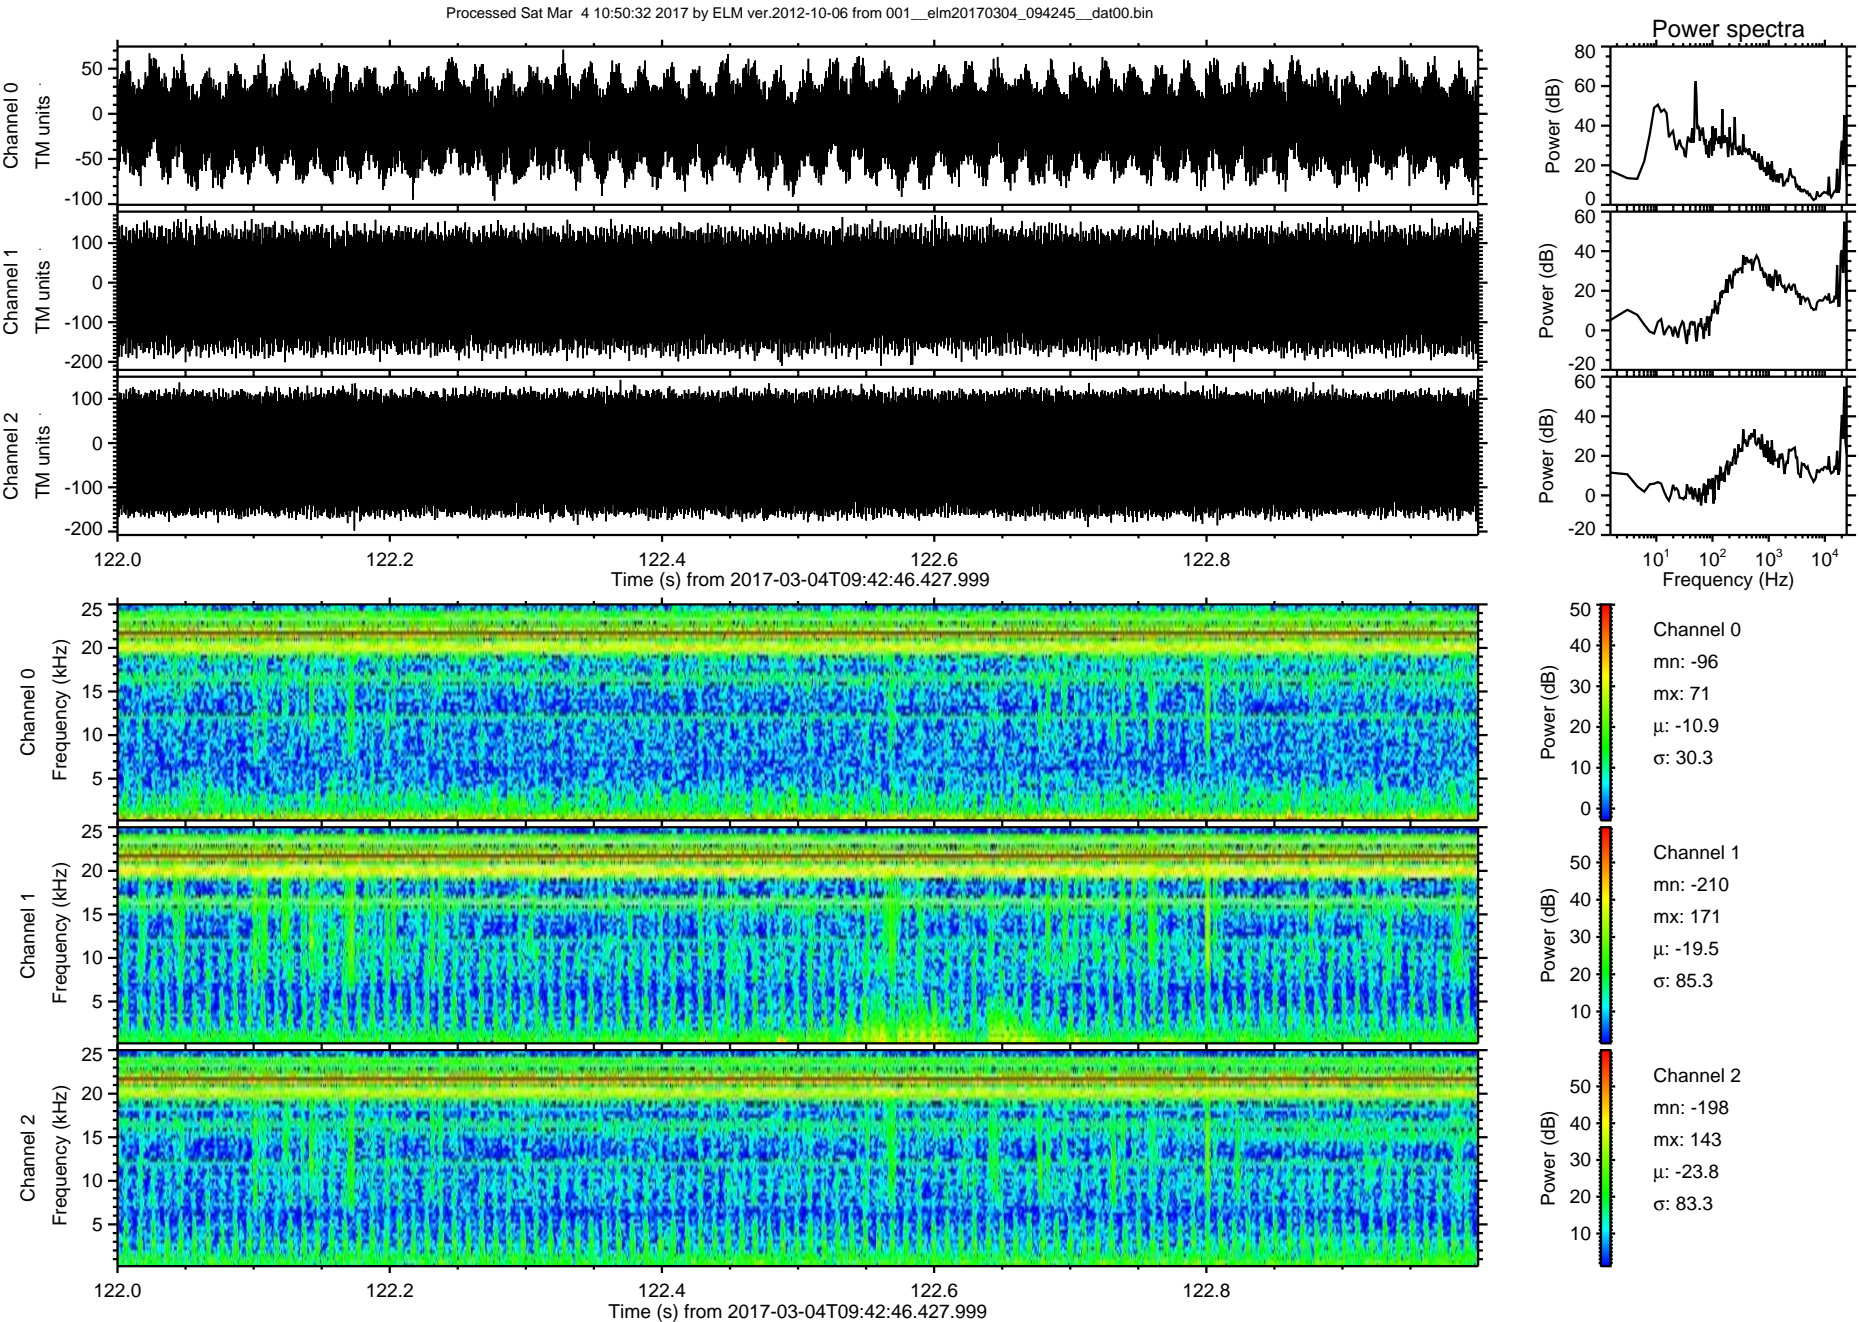 Processed Sat Mar  4 10:50:32 2017 by ELM ver.2012-10-06 from 001__elm20170304_094245__dat00.bin
Power spectra
Channel 0
TM units
50
0
-50
-100
Power (dB)
80
60
40
20
0
Channel 1
TM units
100
0
-100
-200
Power (dB)
60
40
20
0
-20
Channel 2
TM units
100
0
-100
-200
Power (dB)
60
40
20
0
-20
122.0 122.2 122.4 122.6 122.8
Time (s) from 2017-03-04T09:42:46.427.999
10^1 10^2 10^3 10^4
Frequency (Hz)
Channel 0
Frequency (kHz)
25
20
15
10
5
Power (dB)
50
40
30
20
10
0
Channel 0
mn: -96
mx: 71
μ: -10.9
σ: 30.3
Channel 1
Frequency (kHz)
25
20
15
10
5
Power (dB)
50
40
30
20
10
Channel 1
mn: -210
mx: 171
μ: -19.5
σ: 85.3
Channel 2
Frequency (kHz)
25
20
15
10
5
Power (dB)
50
40
30
20
10
Channel 2
mn: -198
mx: 143
μ: -23.8
σ: 83.3
122.0 122.2 122.4 122.6 122.8
Time (s) from 2017-03-04T09:42:46.427.999